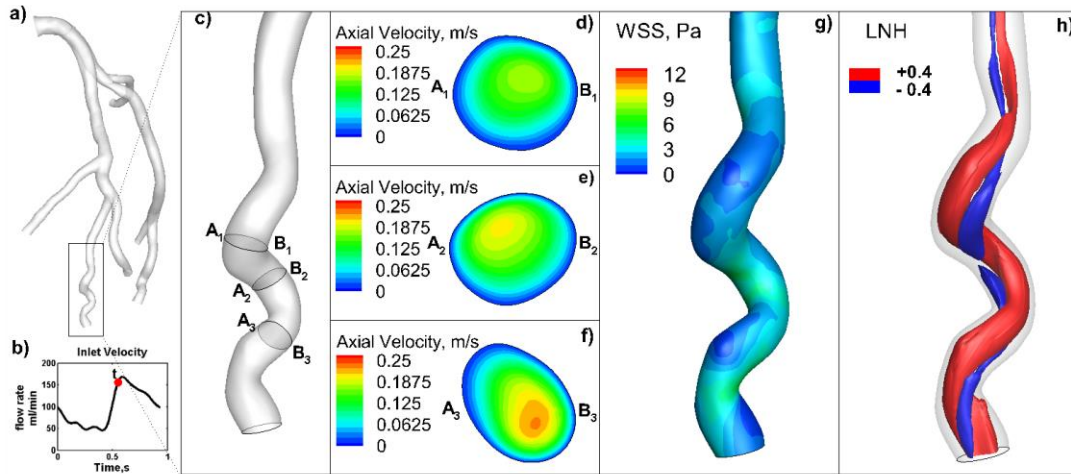 a)
b)
Inlet Velocity
flow rate
ml/min
200
150
100
50
0
t
0
0.5
1
Time,s
c)
A1
B1
B2
A2
A3
B3
d)
Axial Velocity, m/s
0.25
0.1875
0.125
0.0625
0
A1
B1
e)
Axial Velocity, m/s
0.25
0.1875
0.125
0.0625
0
A2
B2
f)
Axial Velocity, m/s
0.25
0.1875
0.125
0.0625
0
A3
B3
g)
WSS, Pa
12
9
6
3
0
h)
LNH
+0.4
- 0.4